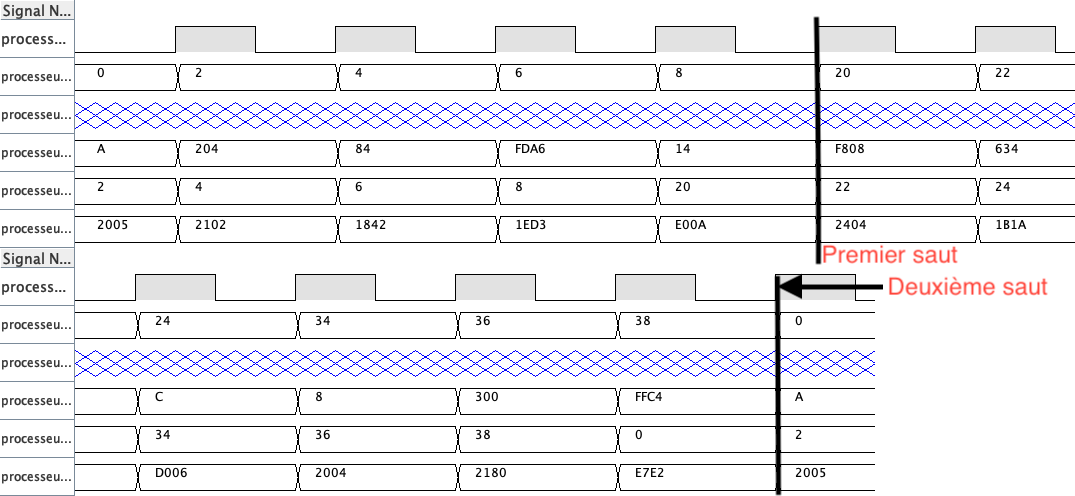 Signal N...
process...
processeu... 0 2 4 6 8 20 22
processeu...
processeu... A 204 84 FDA6 14 F808 634
processeu... 2 4 6 8 20 22 24
processeu... 2005 2102 1842 1ED3 E00A 2404 1B1A
Premier saut
Signal N...
process... Deuxième saut
processeu... 24 34 36 38 0
processeu...
processeu... C 8 300 FFC4 A
processeu... 34 36 38 0 2
processeu... D006 2004 2180 E7E2 2005